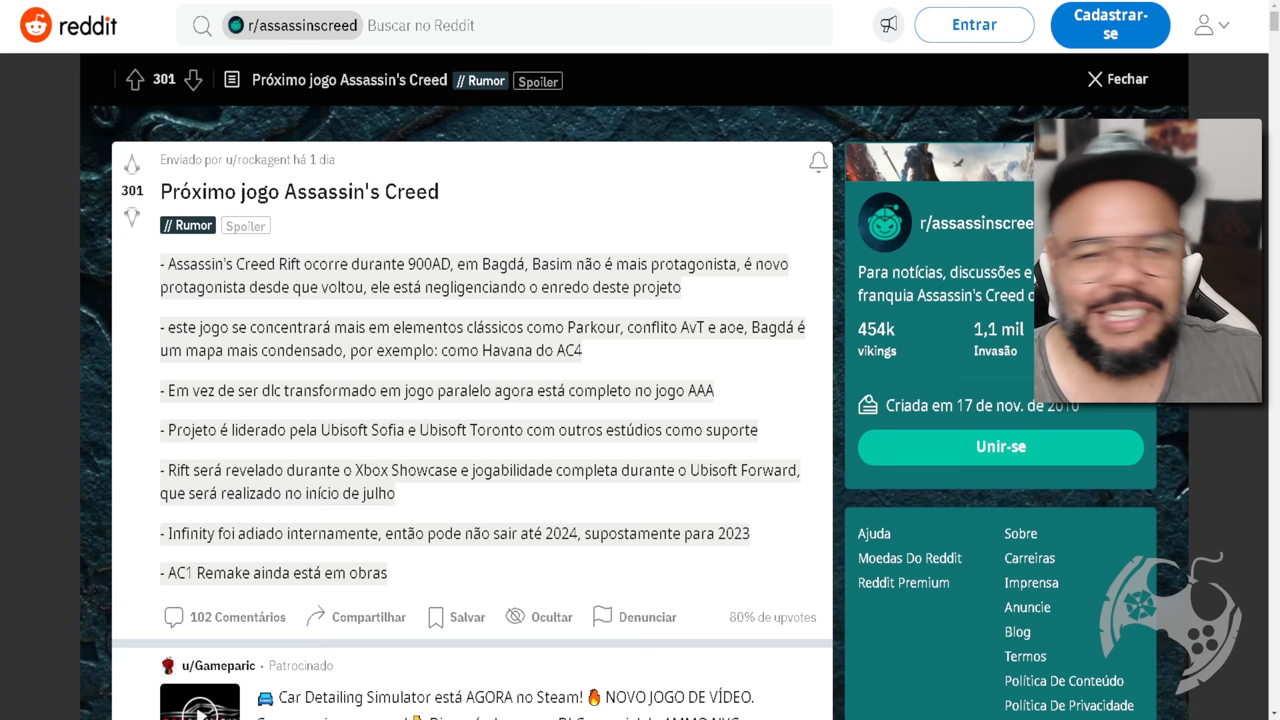 reddit
r/assassinscreed
Buscar no Reddit
Entrar
Cadastrar-se
301
Próximo jogo Assassin's Creed
// Rumor
Spoiler
Fechar
Enviado por u/rockagent há 1 dia
301
Próximo jogo Assassin's Creed
// Rumor
Spoiler
- Assassin's Creed Rift ocorre durante 900AD, em Bagdá, Basim não é mais protagonista, é novo
protagonista desde que voltou, ele está negligenciando o enredo deste projeto
- este jogo se concentrará mais em elementos clássicos como Parkour, conflito AvT e aoe, Bagdá é
um mapa mais condensado, por exemplo: como Havana do AC4
- Em vez de ser dlc transformado em jogo paralelo agora está completo no jogo AAA
- Projeto é liderado pela Ubisoft Sofia e Ubisoft Toronto com outros estúdios como suporte
- Rift será revelado durante o Xbox Showcase e jogabilidade completa durante o Ubisoft Forward,
que será realizado no início de julho
- Infinity foi adiado internamente, então pode não sair até 2024, supostamente para 2023
- AC1 Remake ainda está em obras
102 Comentários
Compartilhar
Salvar
Ocultar
Denunciar
80% de upvotes
u/Gameparic · Patrocinado
Car Detailing Simulator está AGORA no Steam! 🔥 NOVO JOGO DE VÍDEO.
r/assassinscree
Para notícias, discussões e
franquia Assassin's Creed
454k
1,1 mil
vikings
Invasão
Criada em 17 de nov. de 2010
Unir-se
Ajuda
Moedas Do Reddit
Reddit Premium
Sobre
Carreiras
Imprensa
Anuncie
Blog
Termos
Política De Conteúdo
Política De Privacidade